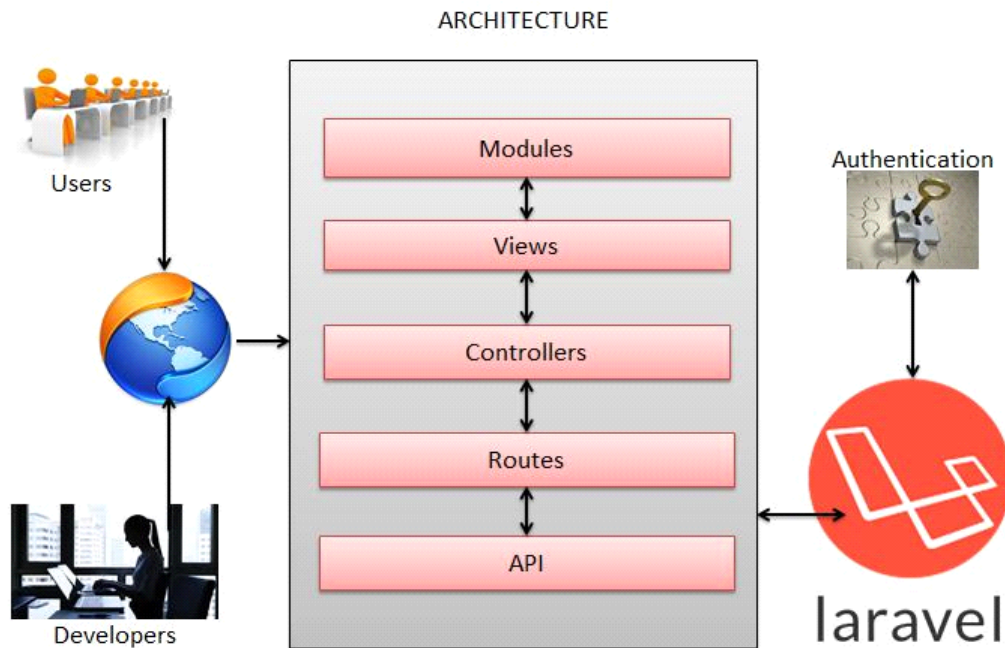 ARCHITECTURE
Users
Developers
Modules
Views
Controllers
Routes
API
Authentication
laravel